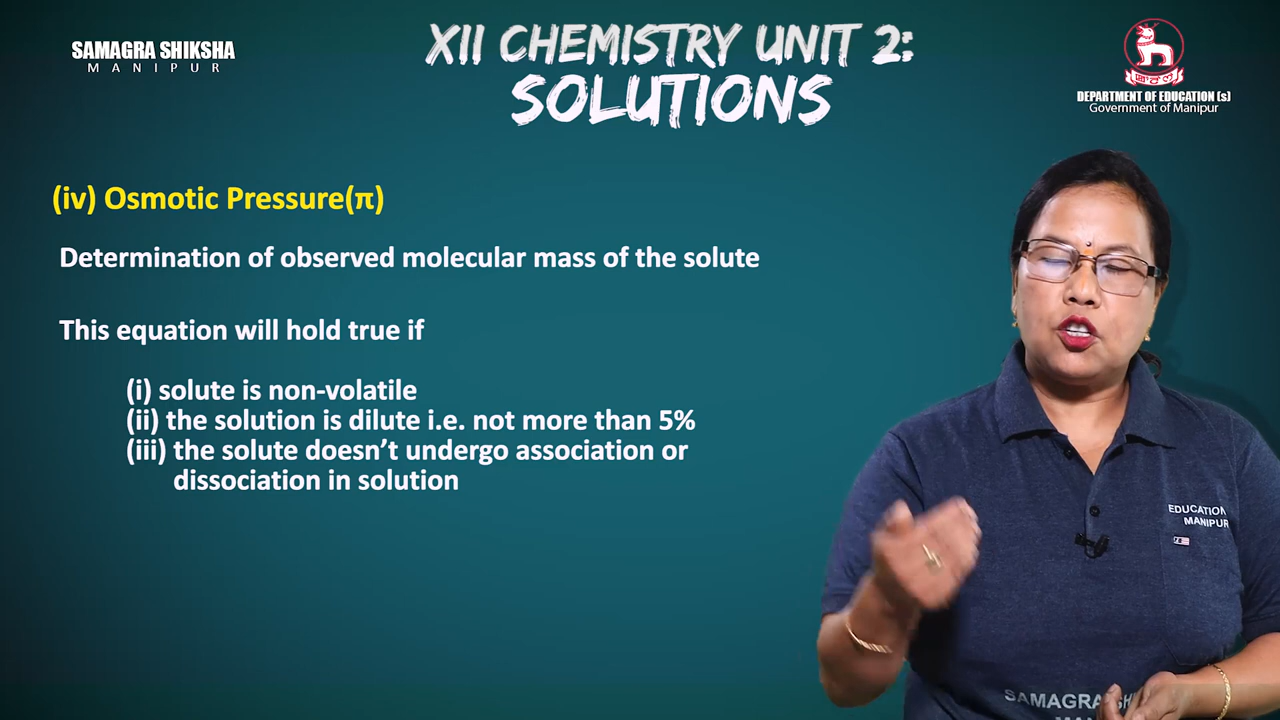 SAMAGRA SHIKSHA
MANIPUR
XII CHEMISTRY UNIT 2:
SOLUTIONS
DEPARTMENT OF EDUCATION (S)
Government of Manipur
(iv) Osmotic Pressure(π)
Determination of observed molecular mass of the solute
This equation will hold true if
(i) solute is non-volatile
(ii) the solution is dilute i.e. not more than 5%
(iii) the solute doesn't undergo association or
dissociation in solution
EDUCATION
MANIPUR
SAMAGRA SH